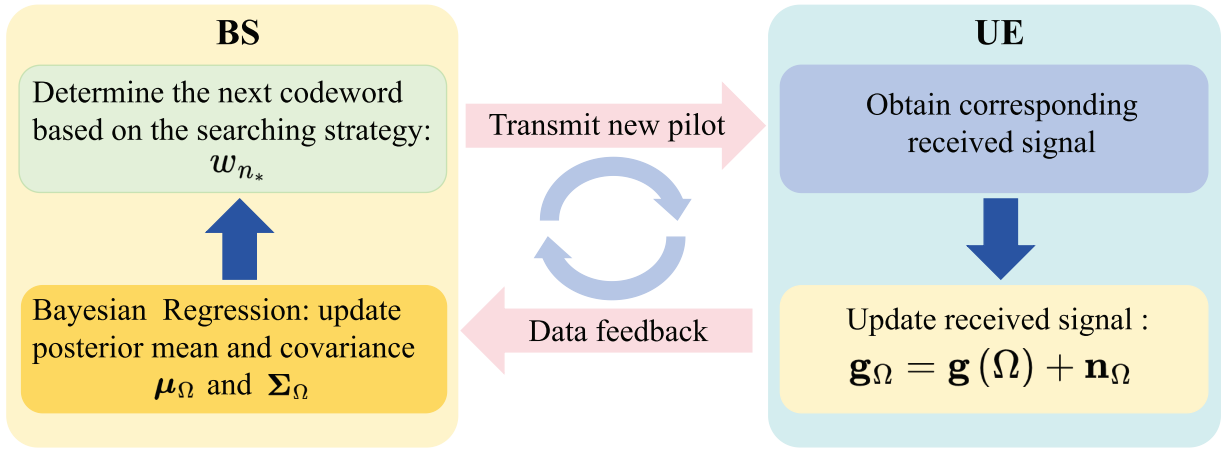 BS
Determine the next codeword
based on the searching strategy:
w_{n_*}
Bayesian Regression: update
posterior mean and covariance
μ_Ω and Σ_Ω
Transmit new pilot
Data feedback
UE
Obtain corresponding
received signal
Update received signal :
g_Ω = g (Ω) + n_Ω